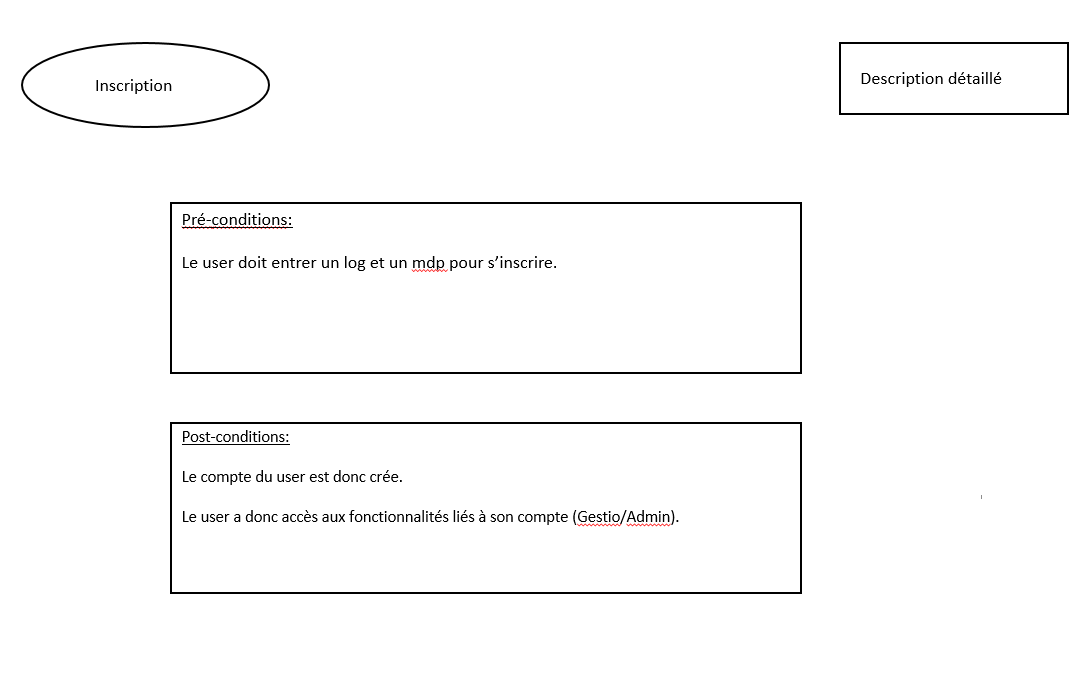 Inscription
Description détaillé
Pré-conditions:
Le user doit entrer un log et un mdp pour s’inscrire.
Post-conditions:
Le compte du user est donc crée.
Le user a donc accès aux fonctionnalités liés à son compte (Gestio/Admin).